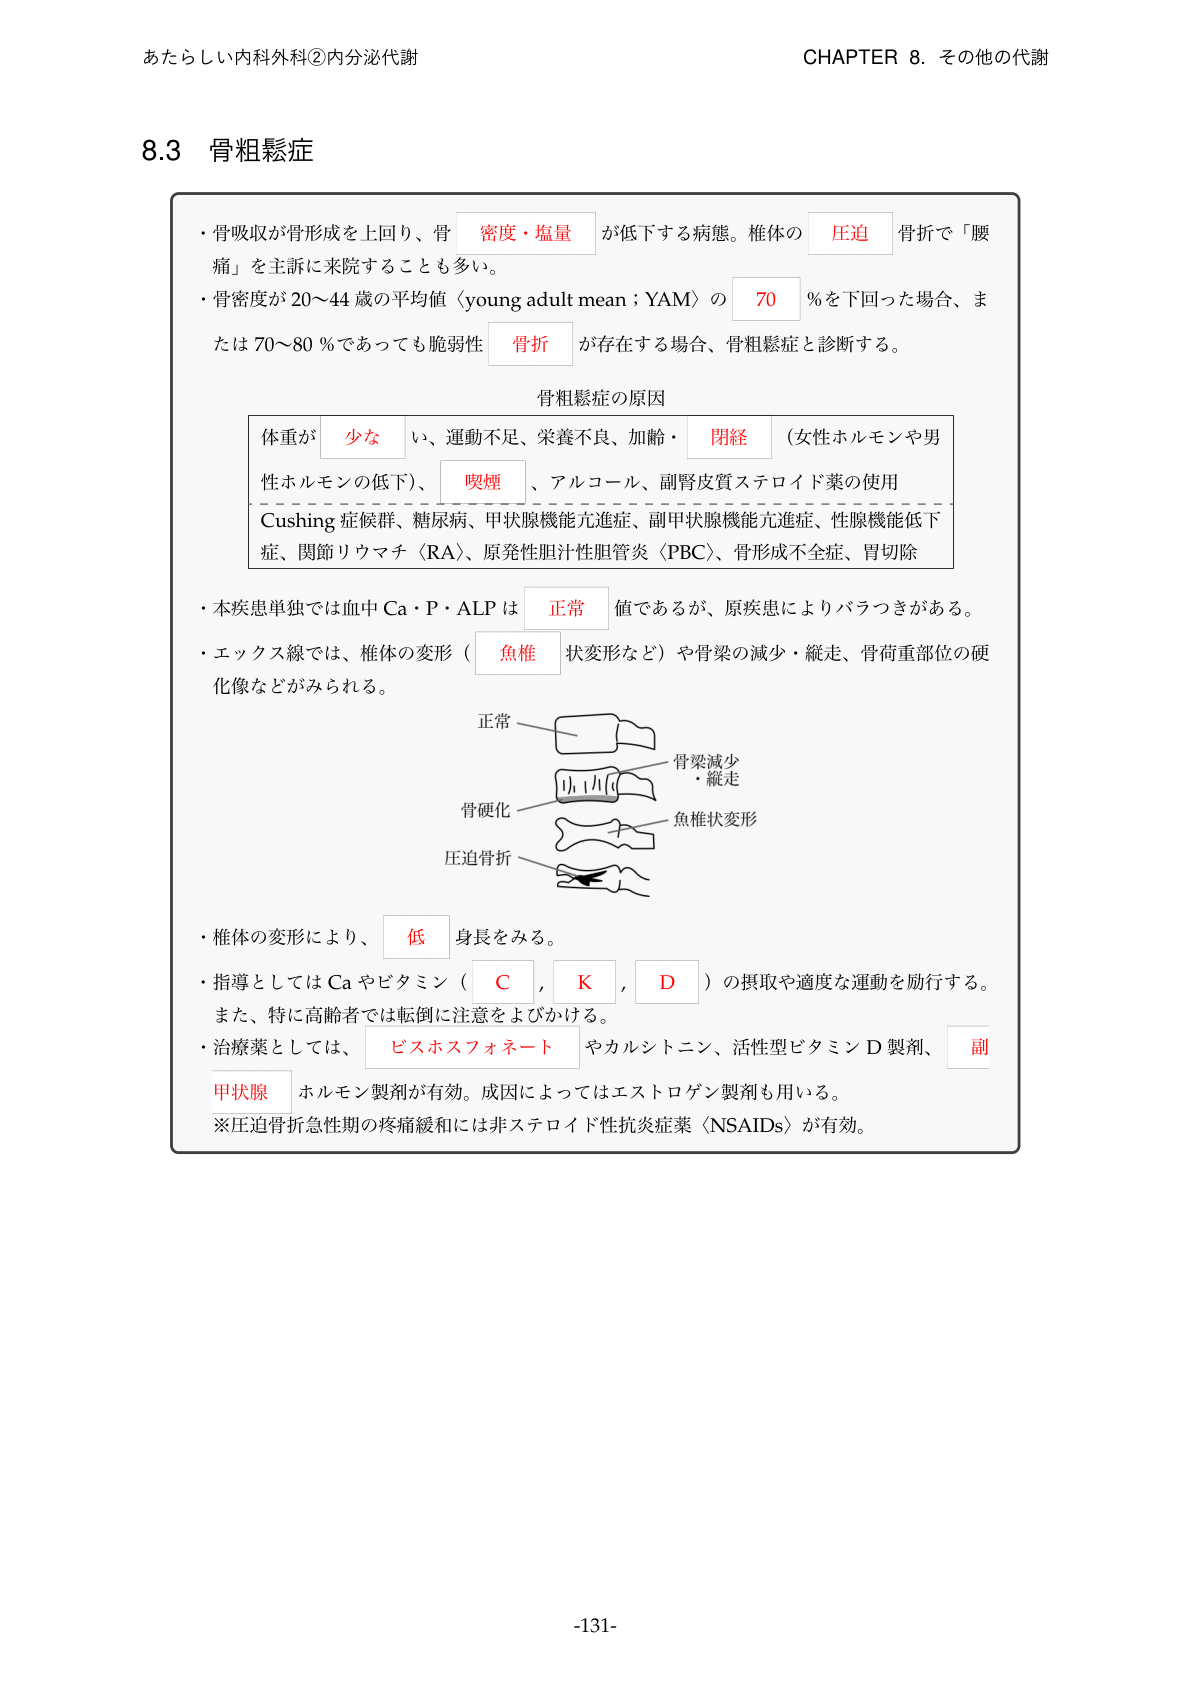 あたらしい内科外科②内分泌代謝
CHAPTER 8. その他の代謝
8.3 骨粗鬆症
・骨吸収が骨形成を上回り、骨 密度・塩量 が低下する病態。椎体の 圧迫 骨折で「腰
痛」を主訴に来院することも多い。
・骨密度が 20〜44 歳の平均値〈young adult mean；YAM〉の 70 %を下回った場合、ま
たは 70〜80 %であっても脆弱性 骨折 が存在する場合、骨粗鬆症と診断する。
骨粗鬆症の原因
体重が 少な い、運動不足、栄養不良、加齢・ 閉経 （女性ホルモンや男
性ホルモンの低下）、 喫煙 、アルコール、副腎皮質ステロイド薬の使用
Cushing 症候群、糖尿病、甲状腺機能亢進症、副甲状腺機能亢進症、性腺機能低下
症、関節リウマチ〈RA〉、原発性胆汁性胆管炎〈PBC〉、骨形成不全症、胃切除
・本疾患単独では血中 Ca・P・ALP は 正常 値であるが、原疾患によりバラつきがある。
・エックス線では、椎体の変形（ 魚椎 状変形など）や骨梁の減少・縦走、骨荷重部位の硬
化像などがみられる。
正常
骨梁減少
・縦走
骨硬化
魚椎状変形
圧迫骨折
・椎体の変形により、 低 身長をみる。
・指導としては Ca やビタミン（ C , K , D ）の摂取や適度な運動を励行する。
また、特に高齢者では転倒に注意をよびかける。
・治療薬としては、 ビスホスフォネート やカルシトニン、活性型ビタミン D 製剤、 副
甲状腺 ホルモン製剤が有効。成因によってはエストロゲン製剤も用いる。
※圧迫骨折急性期の疼痛緩和には非ステロイド性抗炎症薬〈NSAIDs〉が有効。
-131-